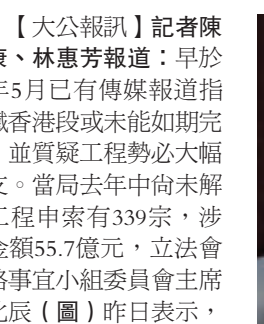 【大公報訊】記者陳
康、林惠芳報道：早於
年5月已有傳媒報道指
鐵香港段或未能如期完
，並質疑工程勢必大幅
支。當局去年中尚未解
工程申索有339宗，涉
金額55.7億元，立法會
路事宜小組委員會主席
北辰（圖）昨日表示，